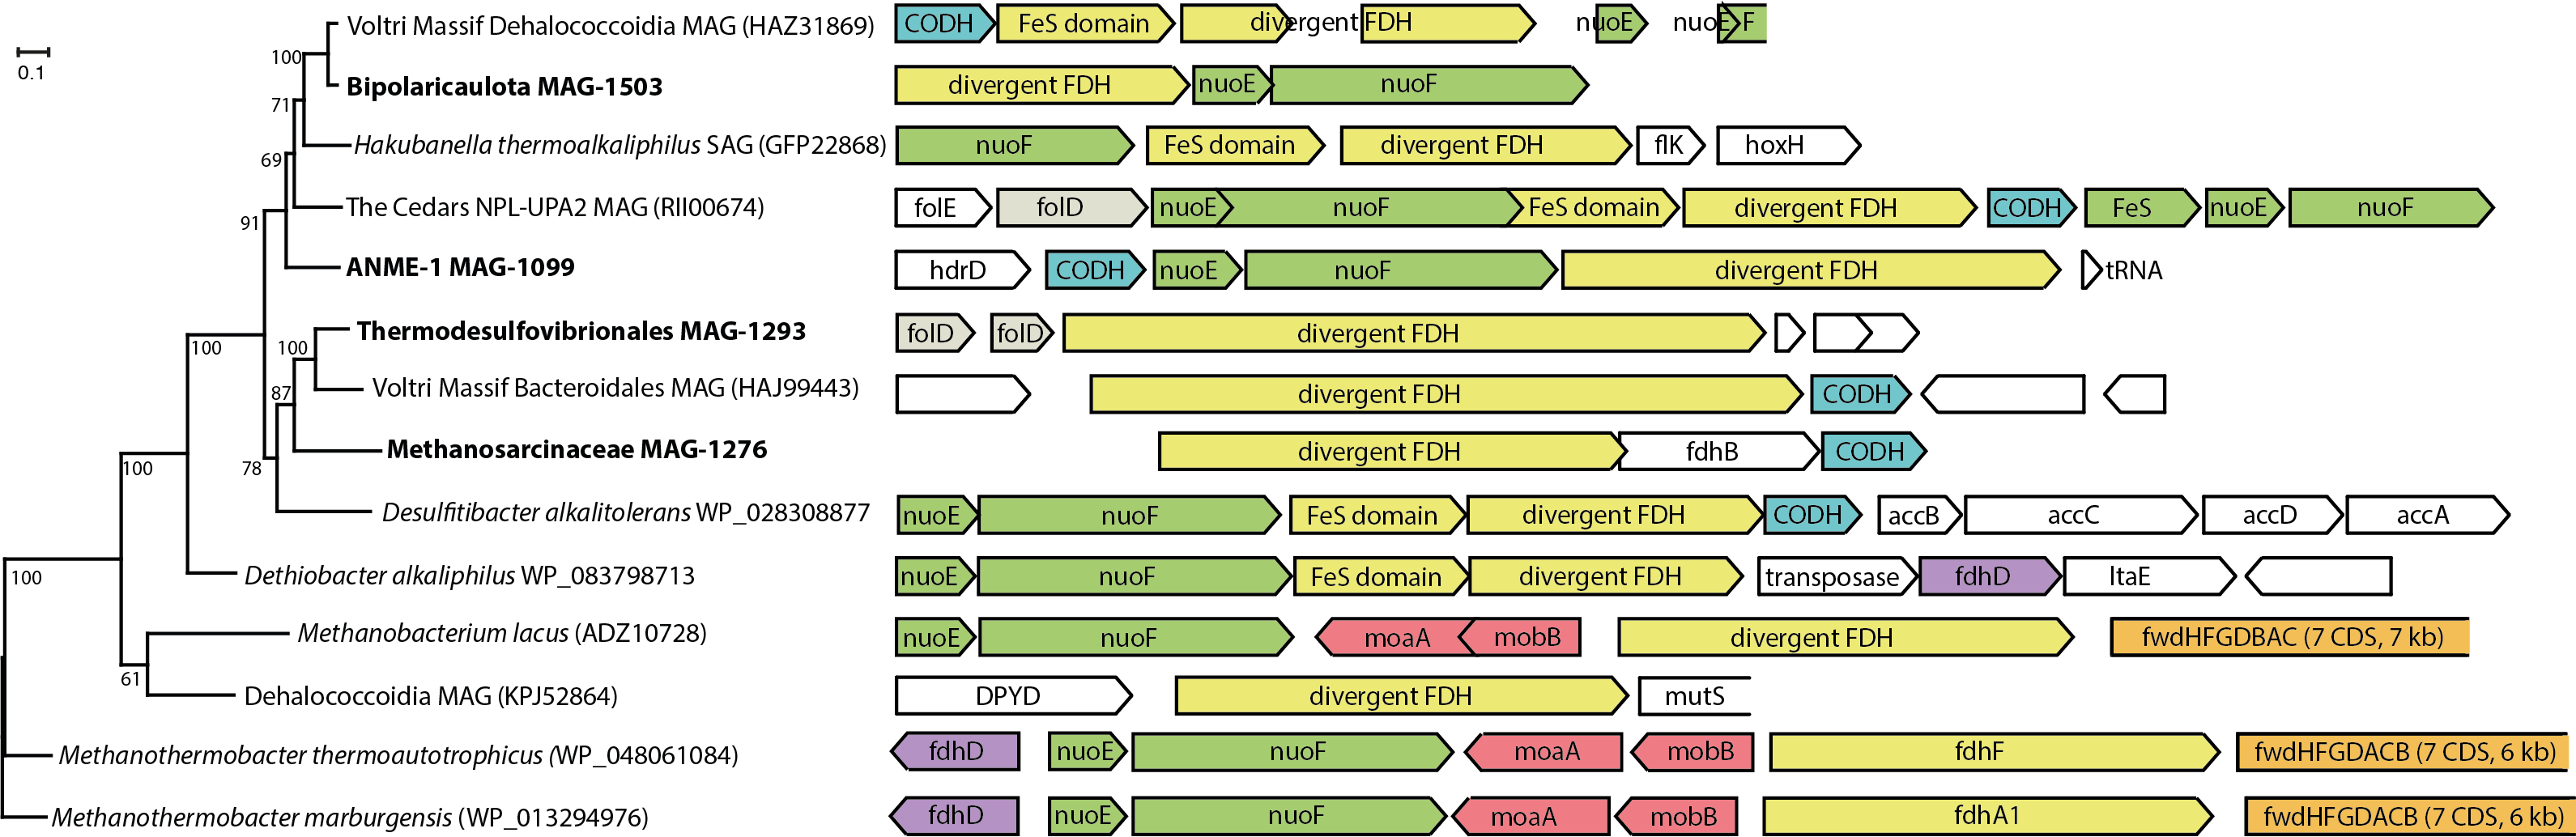 Voltri Massif Dehalococcoidia MAG (HAZ31869) CODH FeS domain divergent FDH nuoE nuoE F
0.1
100
Bipolaricaulota MAG-1503 divergent FDH nuoE nuoF
71
Hakubanella thermoalkaliphilus SAG (GFP22868) nuoF FeS domain divergent FDH flK hoxH
69
The Cedars NPL-UPA2 MAG (RII00674) folE folD nuoE nuoF FeS domain divergent FDH CODH FeS nuoE nuoF
91
ANME-1 MAG-1099 hdrD CODH nuoE nuoF divergent FDH tRNA
Thermodesulfovibrionales MAG-1293 folD folD divergent FDH
100 100
Voltri Massif Bacteroidales MAG (HAJ99443) divergent FDH CODH
87
Methanosarcinaceae MAG-1276 divergent FDH fdhB CODH
100 78
Desulfitibacter alkalitolerans WP_028308877 nuoE nuoF FeS domain divergent FDH CODH accB accC accD accA
Dethiobacter alkaliphilus WP_083798713 nuoE nuoF FeS domain divergent FDH transposase fdhD ltaE
100
Methanobacterium lacus (ADZ10728) nuoE nuoF moaA mobB divergent FDH fwdHFGDBAC (7 CDS, 7 kb)
61
Dehalococcoidia MAG (KPJ52864) DPYD divergent FDH mutS
Methanothermobacter thermoautotrophicus (WP_048061084) fdhD nuoE nuoF moaA mobB fdhF fwdHFGDACB (7 CDS, 6 kb)
Methanothermobacter marburgensis (WP_013294976) fdhD nuoE nuoF moaA mobB fdhA1 fwdHFGDACB (7 CDS, 6 kb)